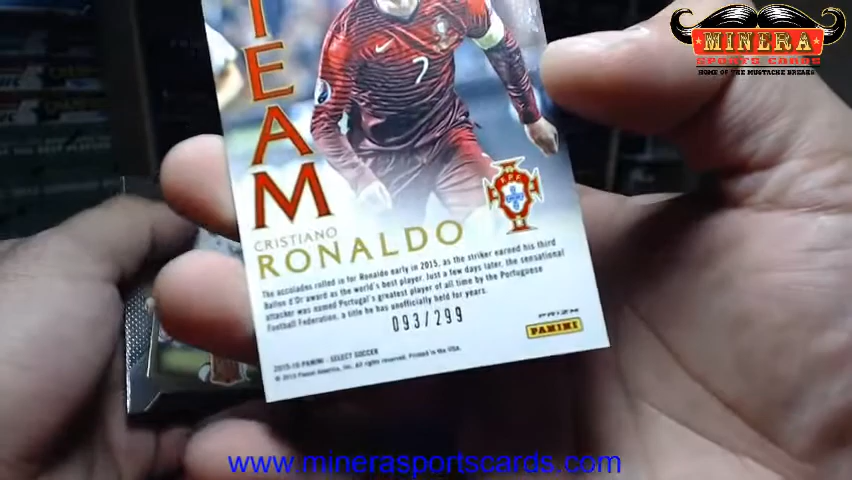 MINERA
SPORTS CARDS
HOME OF THE MUSTACHE BREAKS
TEAM
7
FPF
CRISTIANO
RONALDO
The accolades rolled in for Ronaldo early in 2015, as the striker earned his third
Ballon d'Or award as the world's best player. Just a few days later, the sensational
attacker was named Portugal's greatest player of all time by the Portuguese
Football Federation, a title he has unofficially held for years.
093/299
PRIZM
PANINI
2015-16 PANINI - SELECT SOCCER
© 2015 Panini America, Inc. All rights reserved. Printed in the USA.
www.minerasportscards.com